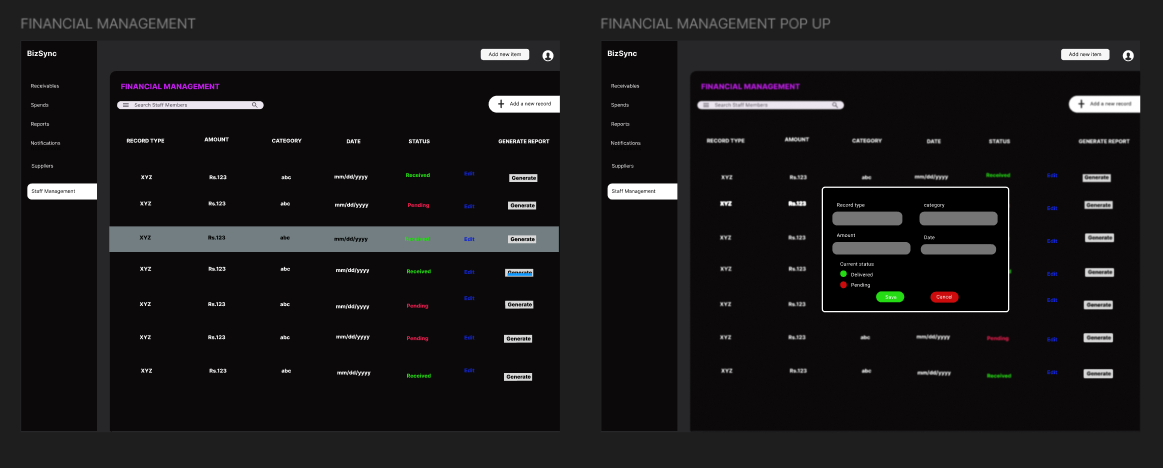 FINANCIAL MANAGEMENT
BizSync
Add new item
Receivables
Spends
Reports
Notifications
Suppliers
Staff Management
FINANCIAL MANAGEMENT
Search Staff Members
Add a new record
RECORD TYPE AMOUNT CATEGORY DATE STATUS GENERATE REPORT
XYZ Rs.123 abc mm/dd/yyyy Received Edit Generate
XYZ Rs.123 abc mm/dd/yyyy Pending Edit Generate
XYZ Rs.123 abc mm/dd/yyyy Received Edit Generate
XYZ Rs.123 abc mm/dd/yyyy Received Edit Generate
XYZ Rs.123 abc mm/dd/yyyy Pending Edit Generate
XYZ Rs.123 abc mm/dd/yyyy Pending Edit Generate
XYZ Rs.123 abc mm/dd/yyyy Received Edit Generate
FINANCIAL MANAGEMENT POP UP
BizSync
Add new item
Receivables
Spends
Reports
Notifications
Suppliers
Staff Management
FINANCIAL MANAGEMENT
Search Staff Members
Add a new record
RECORD TYPE AMOUNT CATEGORY DATE STATUS GENERATE REPORT
XYZ Rs.123 abc mm/dd/yyyy Received Edit Generate
XYZ Rs.123 Edit Generate
XYZ Rs.123 Edit Generate
XYZ Rs.123 Edit Generate
XYZ Rs.123 Edit Generate
XYZ Rs.123 abc mm/dd/yyyy Pending Edit Generate
XYZ Rs.123 abc mm/dd/yyyy Received Edit Generate
Record type category
Amount Date
Current status
Delivered
Pending
Save Cancel